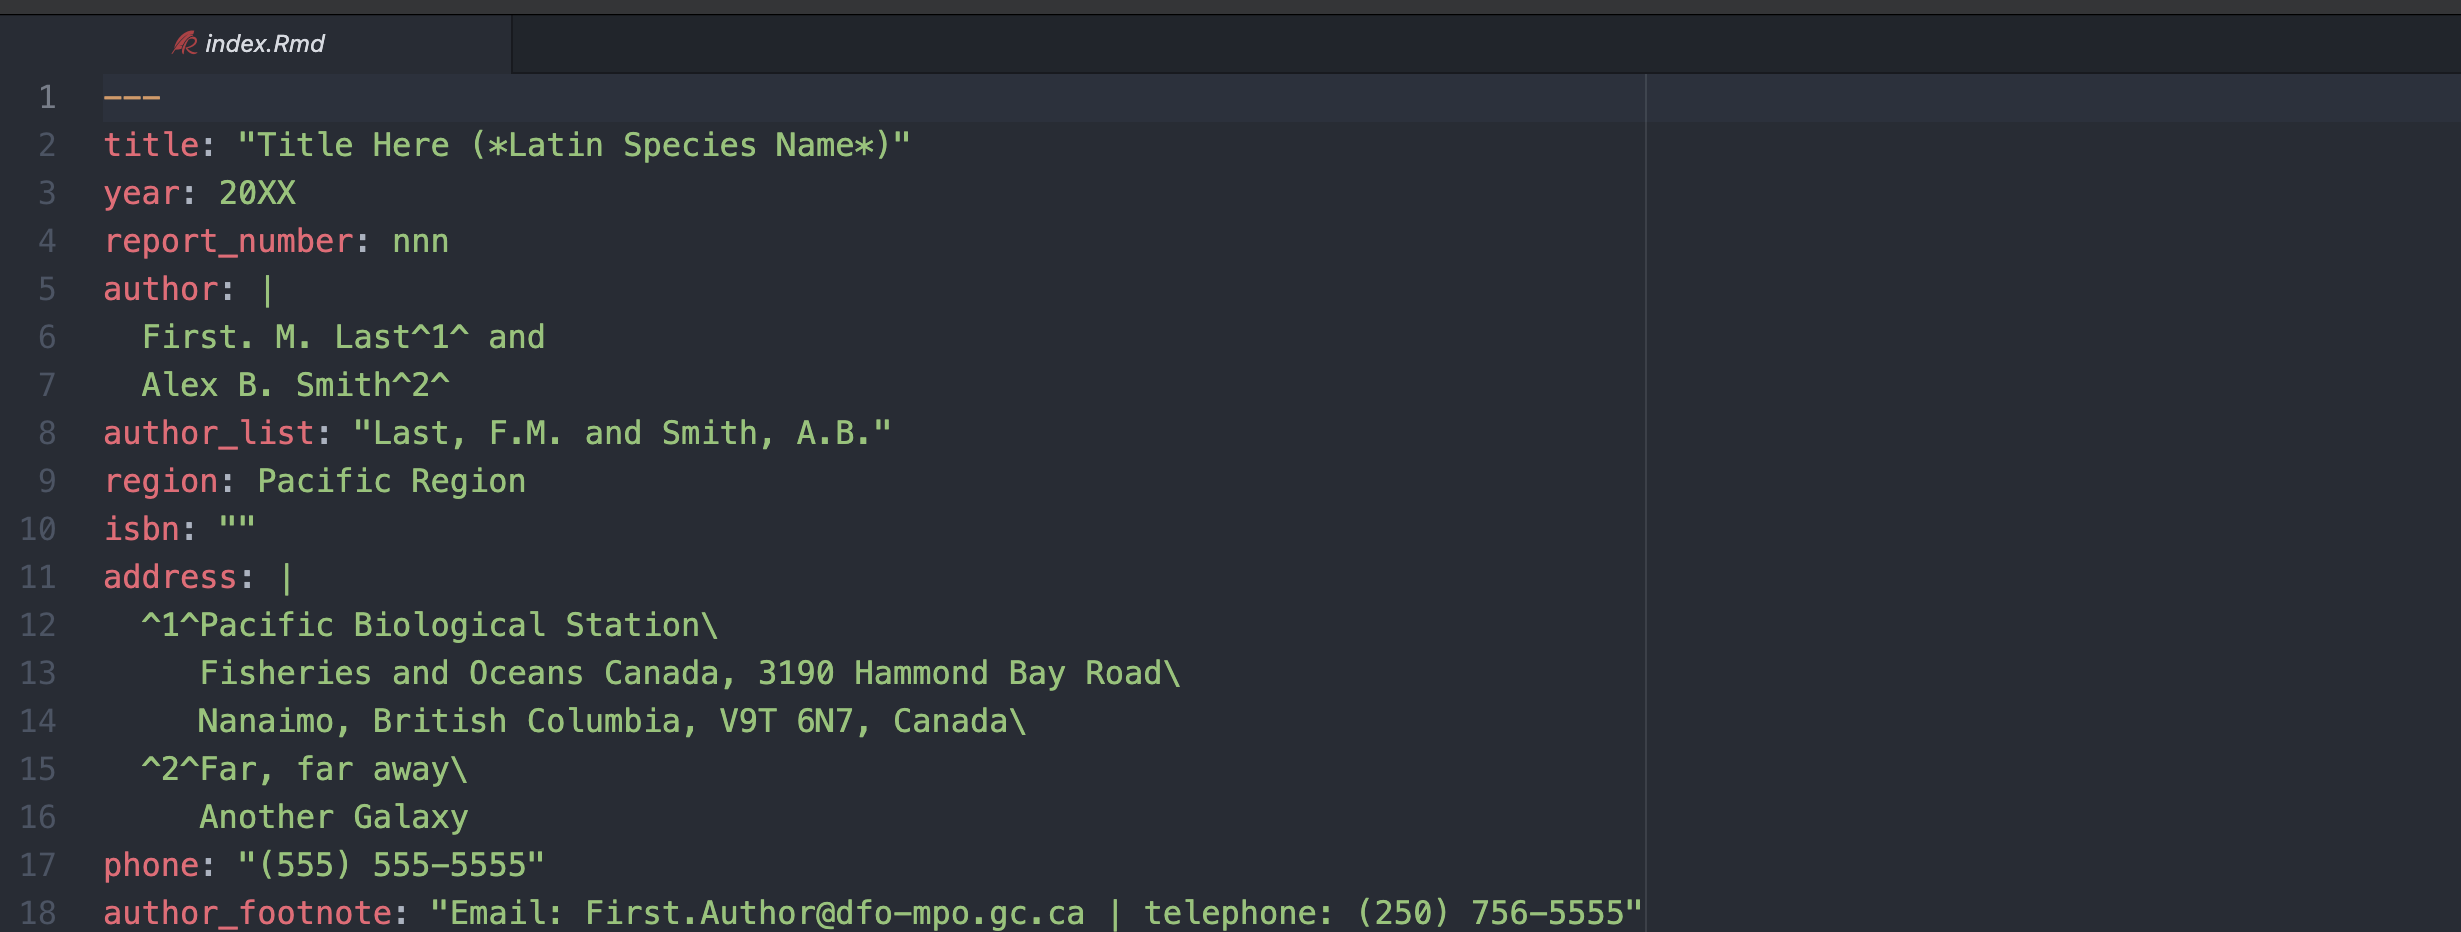 index.Rmd
1 ---
2 title: "Title Here (*Latin Species Name*)"
3 year: 20XX
4 report_number: nnn
5 author: |
6   First. M. Last^1^ and
7   Alex B. Smith^2^
8 author_list: "Last, F.M. and Smith, A.B."
9 region: Pacific Region
10 isbn: ""
11 address: |
12   ^1^Pacific Biological Station\
13      Fisheries and Oceans Canada, 3190 Hammond Bay Road\
14      Nanaimo, British Columbia, V9T 6N7, Canada\
15   ^2^Far, far away\
16      Another Galaxy
17 phone: "(555) 555-5555"
18 author_footnote: "Email: First.Author@dfo-mpo.gc.ca | telephone: (250) 756-5555"